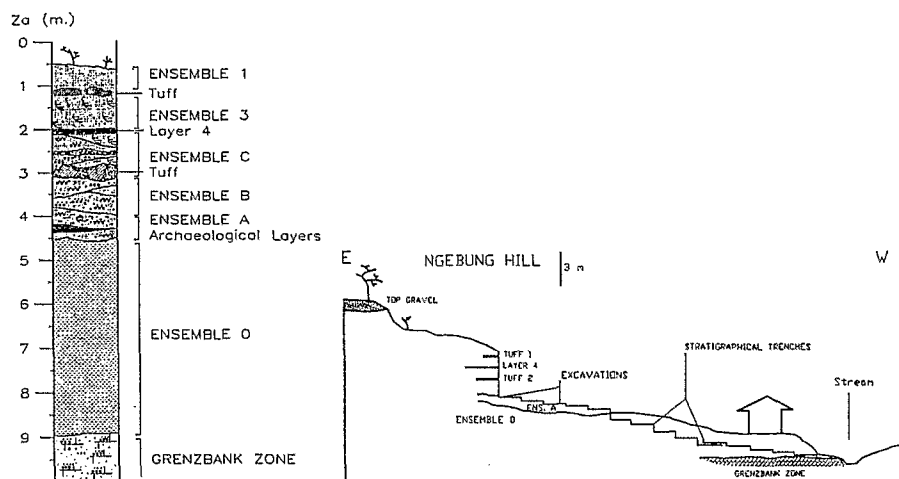 Za (m.)
0
1
2
3
4
5
6
7
8
9
ENSEMBLE 1
Tuff
ENSEMBLE 3
Layer 4
ENSEMBLE C
Tuff
ENSEMBLE B
ENSEMBLE A
Archaeological Layers
ENSEMBLE O
GRENZBANK ZONE
E
NGEBUNG HILL
3 m
W
TOP GRAVEL
TUFF 1
LAYER 4
TUFF 2
EXCAVATIONS
STRATIGRAPHICAL TRENCHES
Stream
ENS. A
ENSEMBLE O
GRENZBANK ZONE